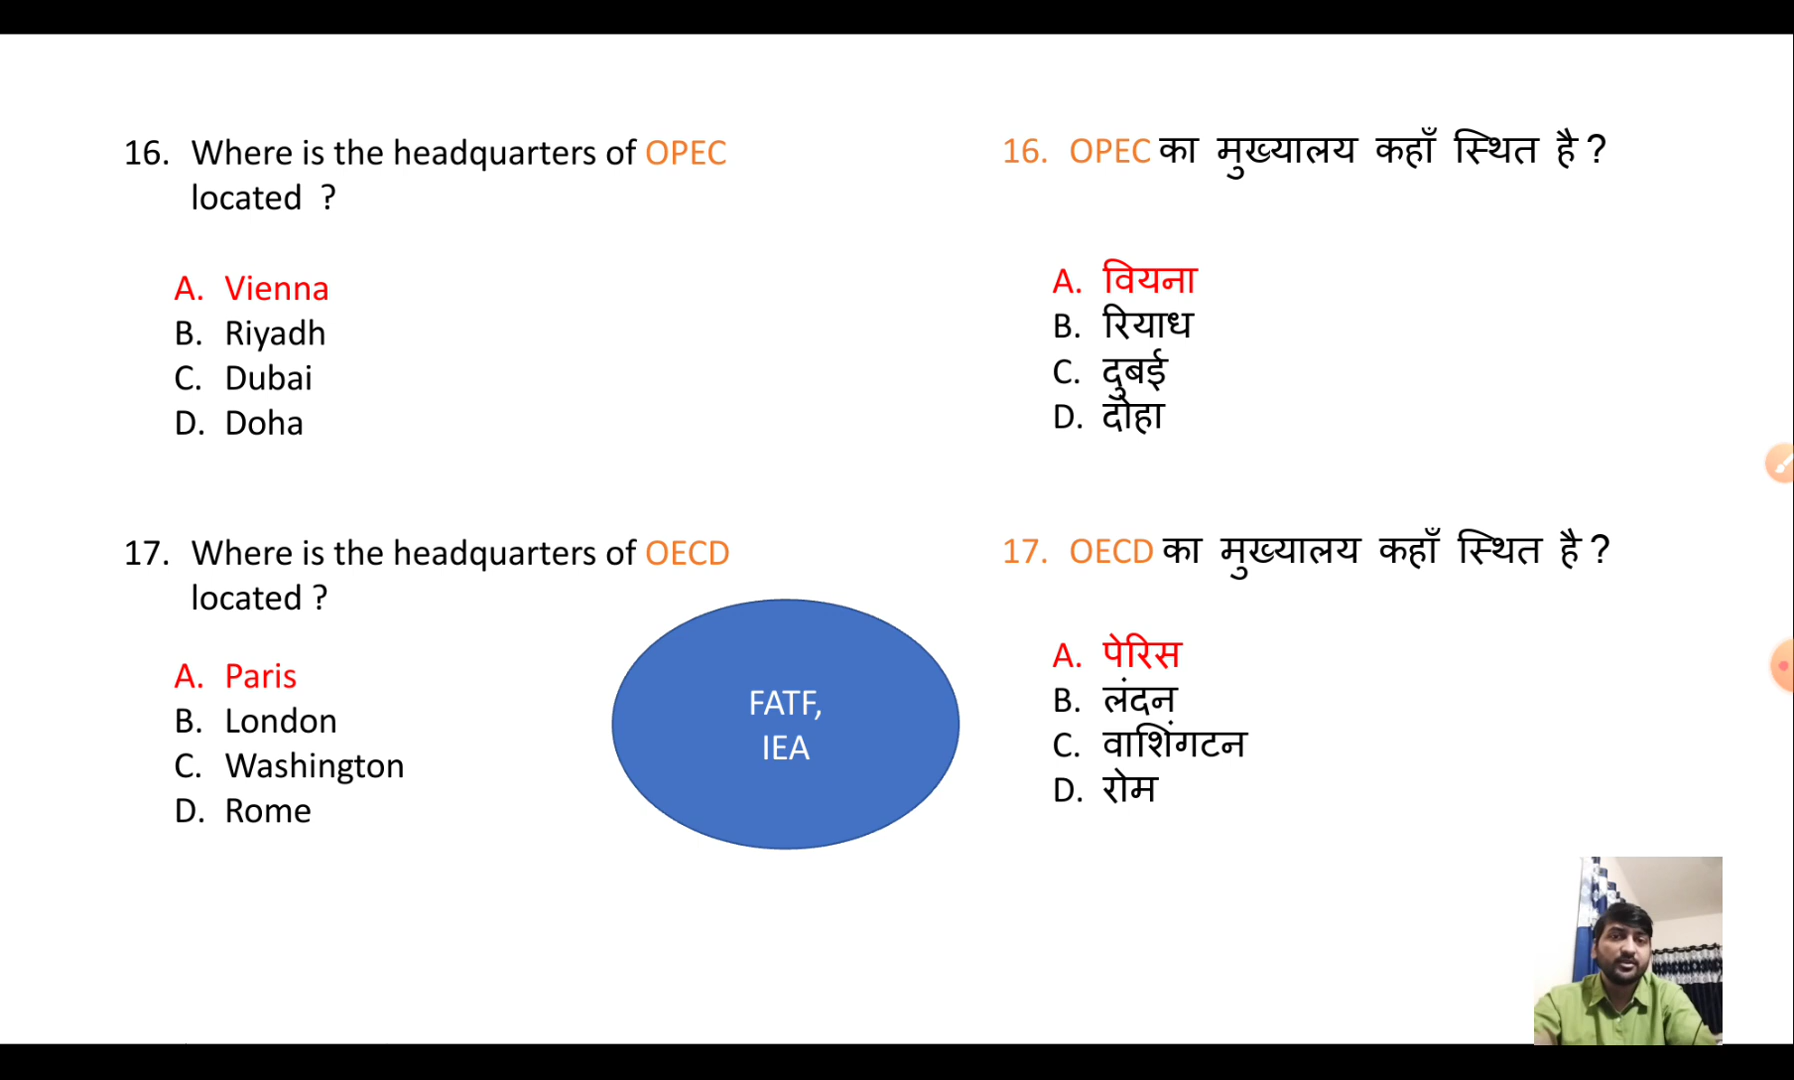 16. Where is the headquarters of OPEC
located ?
A. Vienna
B. Riyadh
C. Dubai
D. Doha
17. Where is the headquarters of OECD
located ?
A. Paris
B. London
C. Washington
D. Rome
FATF,
IEA
16. OPEC का मुख्यालय कहाँ स्थित है ?
A. वियना
B. रियाध
C. दुबई
D. दोहा
17. OECD का मुख्यालय कहाँ स्थित है ?
A. पेरिस
B. लंदन
C. वाशिंगटन
D. रोम